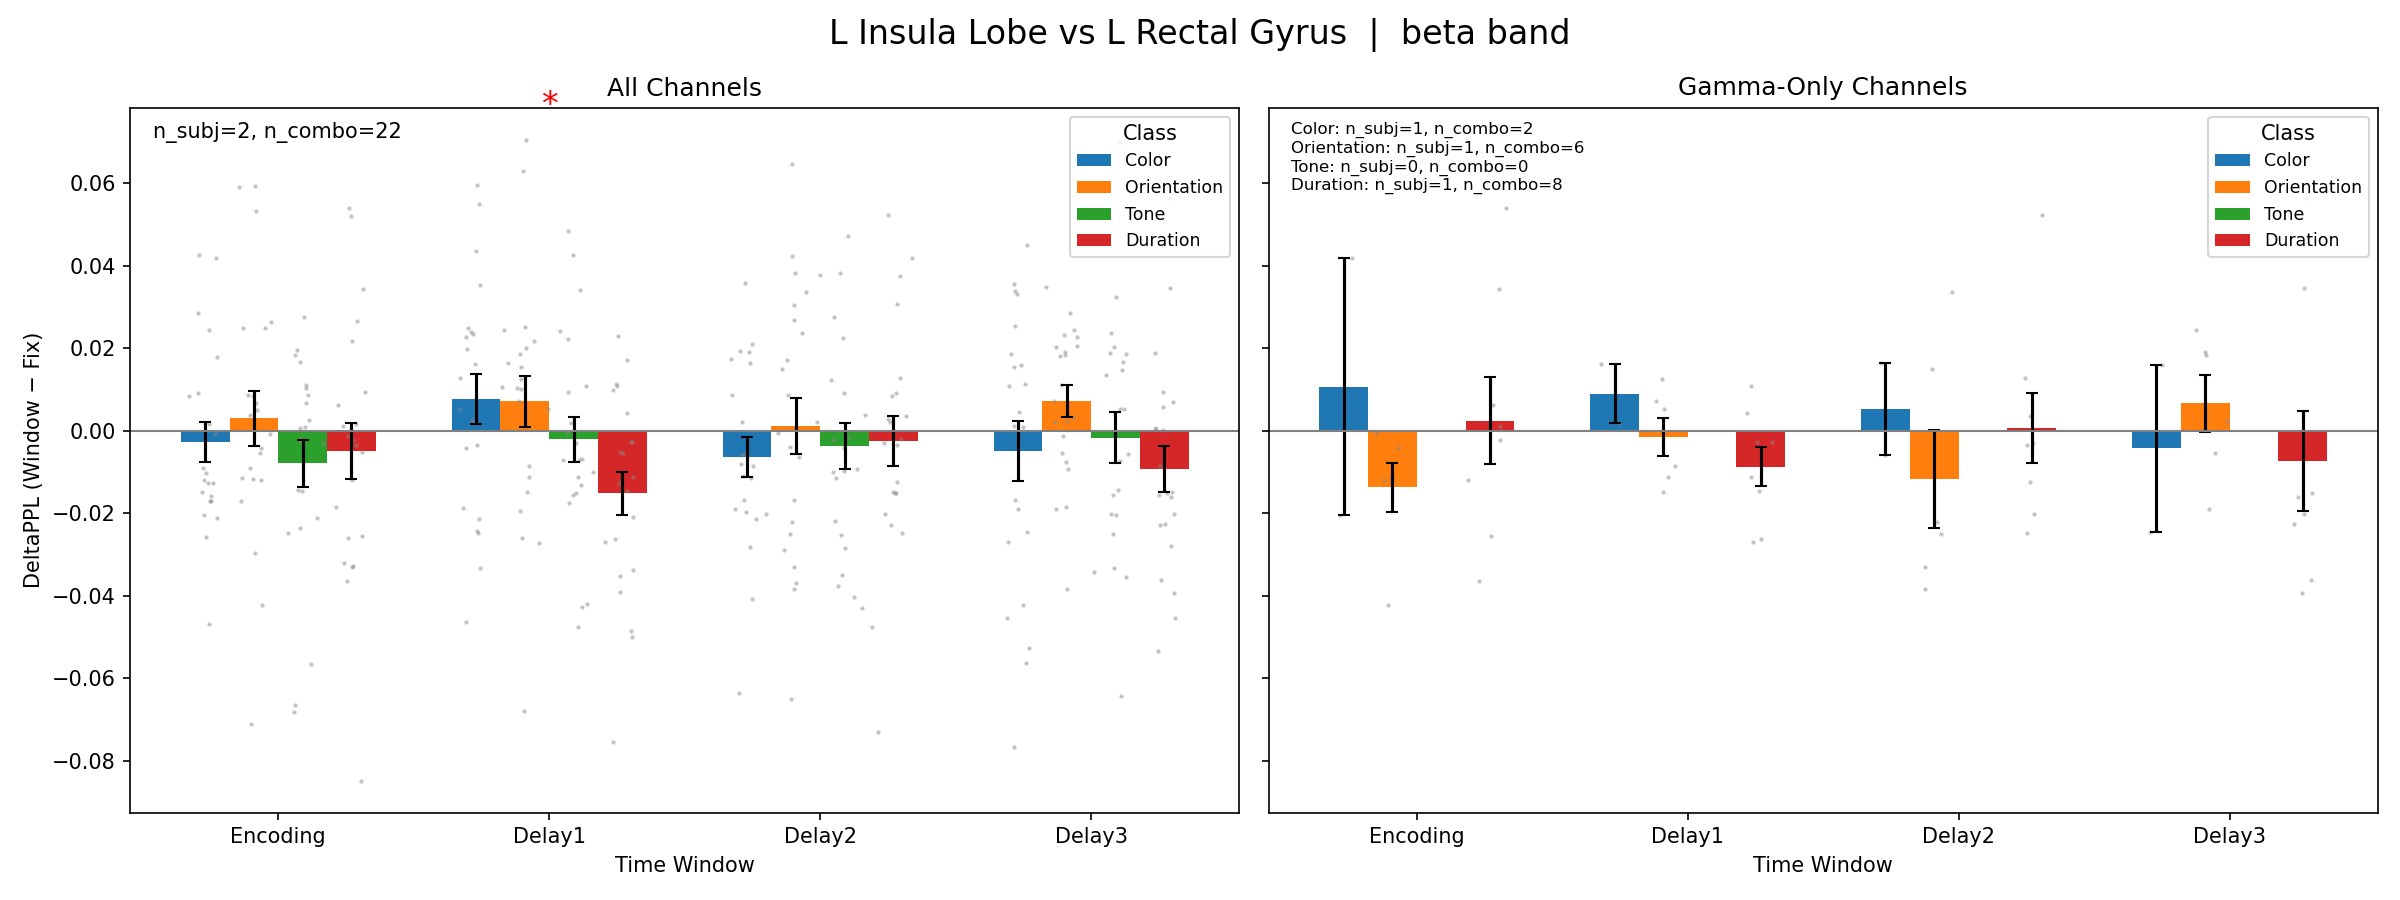 L Insula Lobe vs L Rectal Gyrus | beta band
All Channels
*
n_subj=2, n_combo=22
Class
Color
Orientation
Tone
Duration
0.06
0.04
0.02
0.00
−0.02
−0.04
−0.06
−0.08
DeltaPPL (Window − Fix)
Encoding
Delay1
Delay2
Delay3
Time Window
Gamma-Only Channels
Color: n_subj=1, n_combo=2
Orientation: n_subj=1, n_combo=6
Tone: n_subj=0, n_combo=0
Duration: n_subj=1, n_combo=8
Class
Color
Orientation
Tone
Duration
Encoding
Delay1
Delay2
Delay3
Time Window